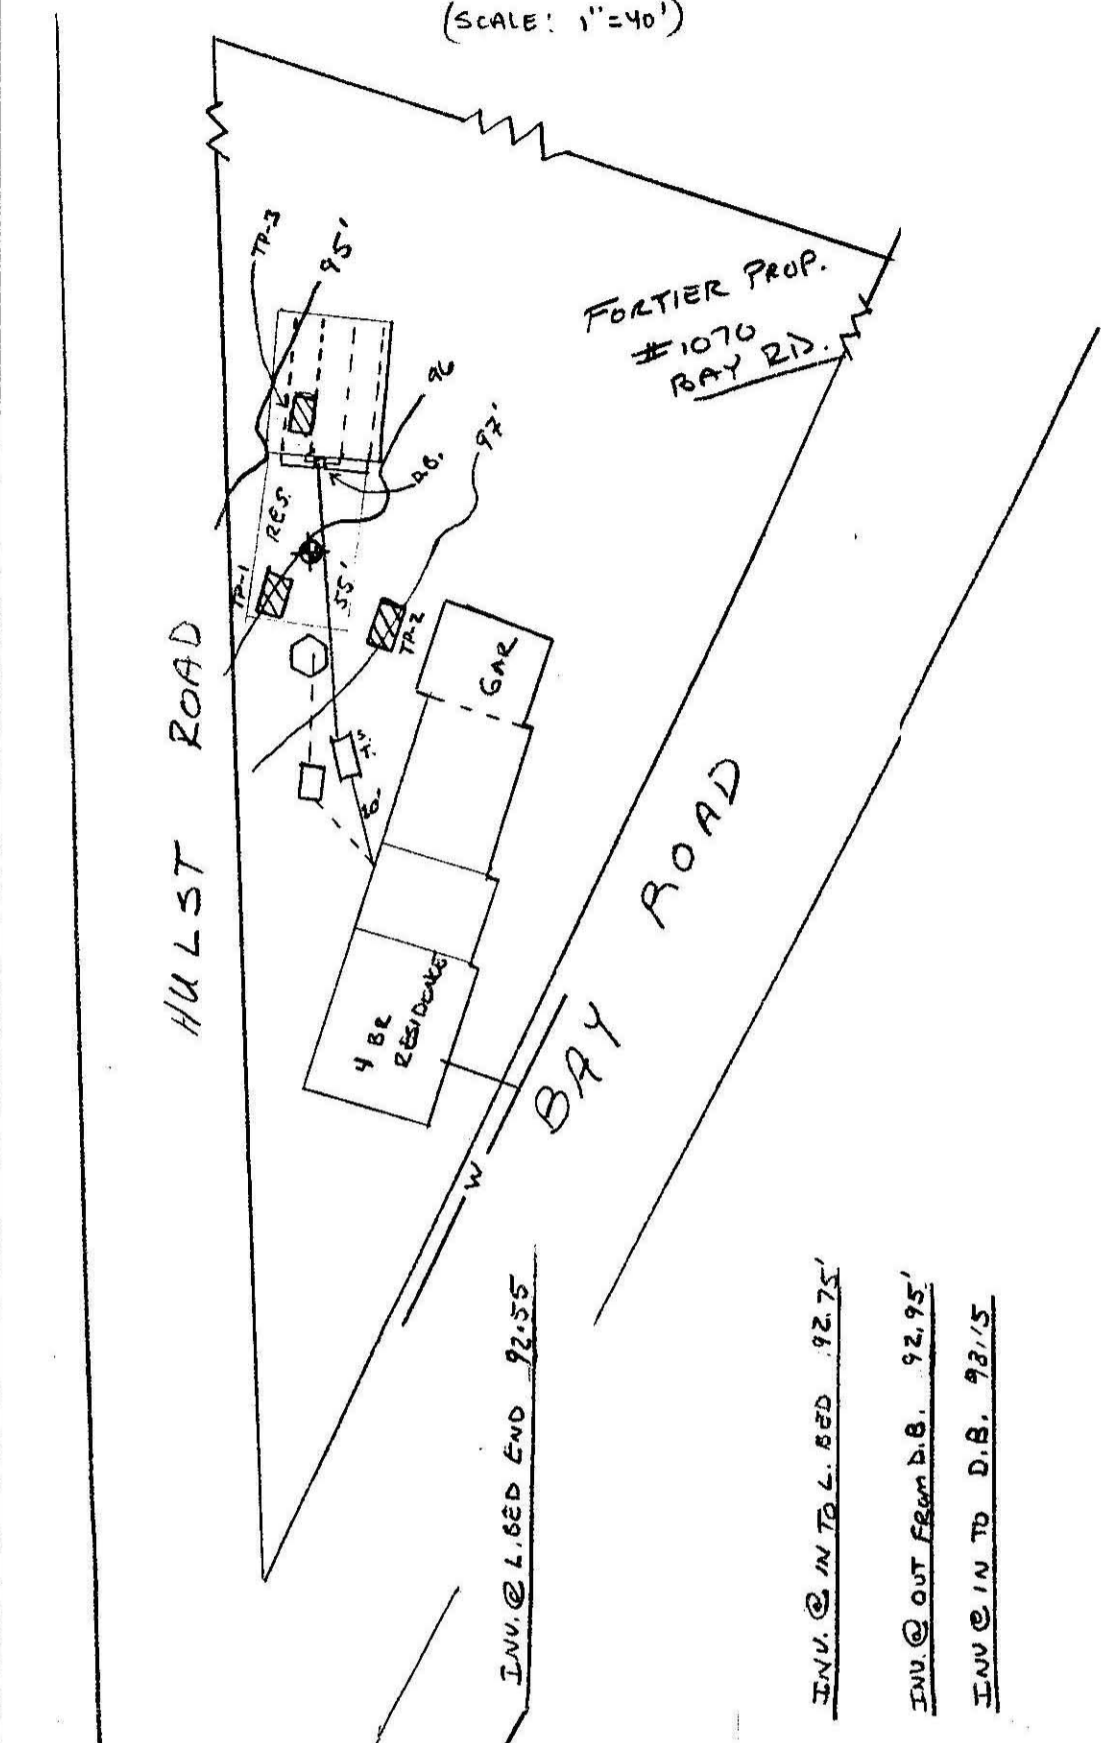 (SCALE: 1"=40')
TP-3
95'
FORTIER PROP.
#1070
BAY RD.
96
97'
D.B.
RES.
TP-1
55'
TP-2
GAR
HULST ROAD
S.
T.
20'
4 BR
RESIDENCE
BAY ROAD
W
INV. @ L. BED END 92.55
INV. @ IN TO L. BED 92.75'
INV. @ OUT FROM D.B. 92.95'
INV @ IN TO D.B. 93.15